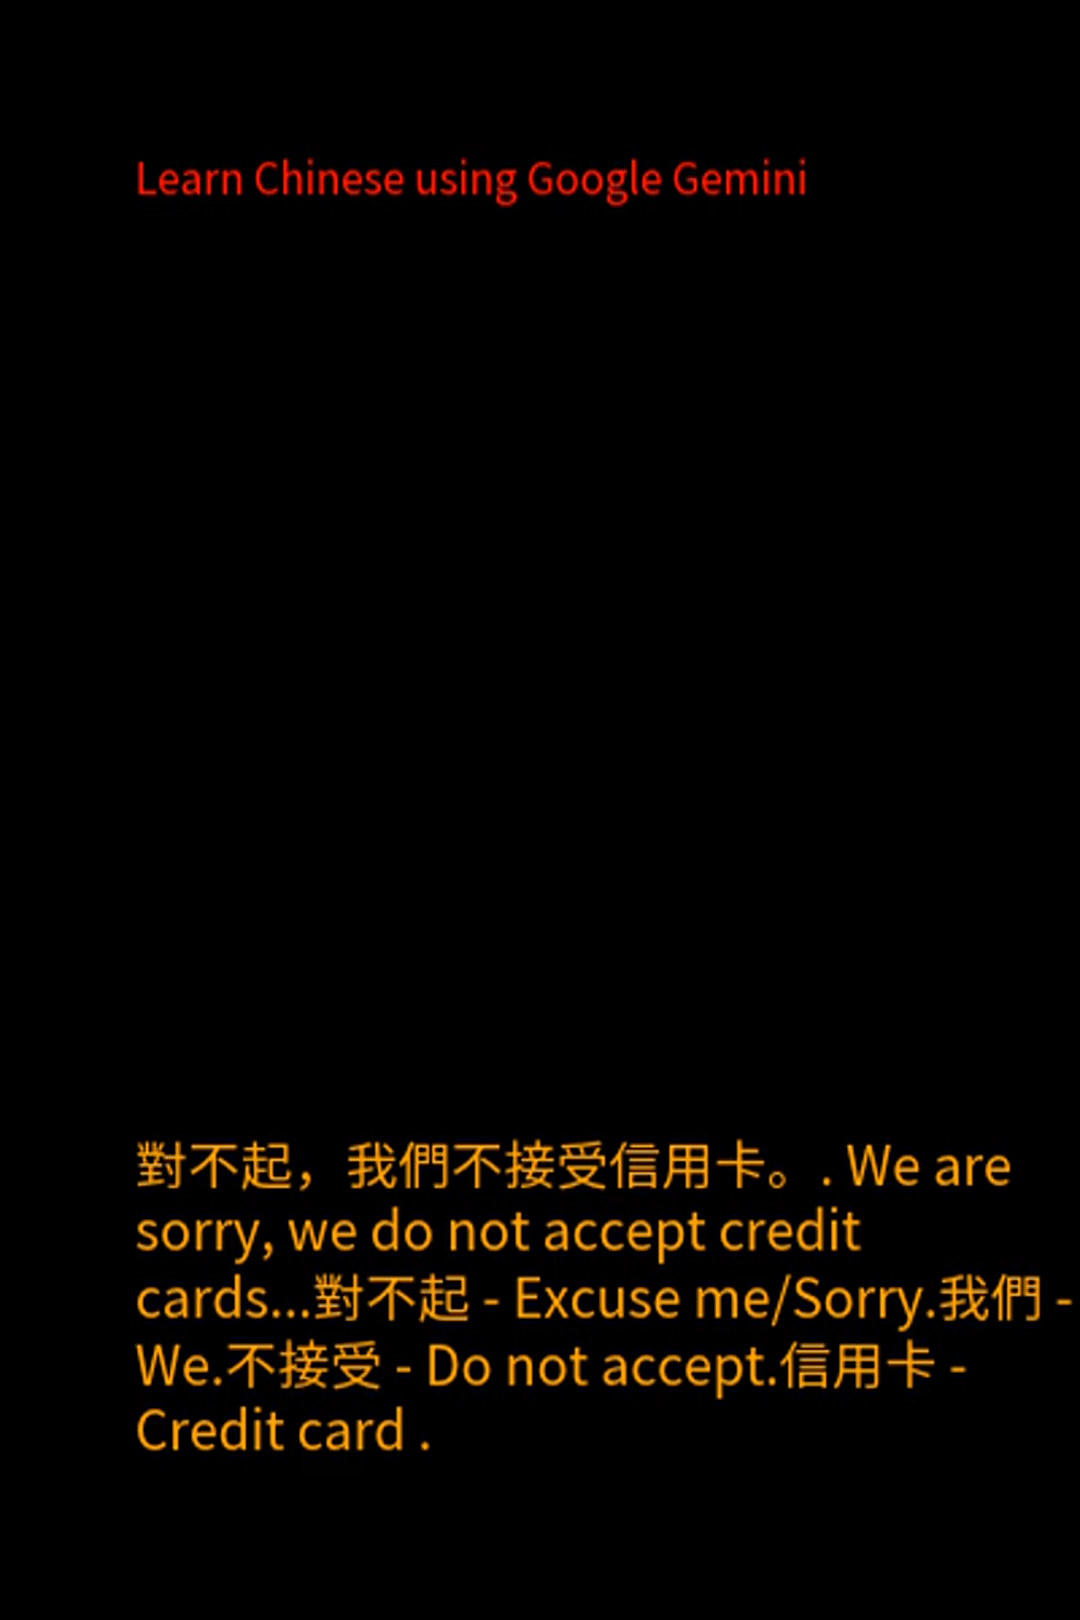 Learn Chinese using Google Gemini
對不起，我們不接受信用卡。. We are
sorry, we do not accept credit
cards...對不起 - Excuse me/Sorry.我們 -
We.不接受 - Do not accept.信用卡 -
Credit card .